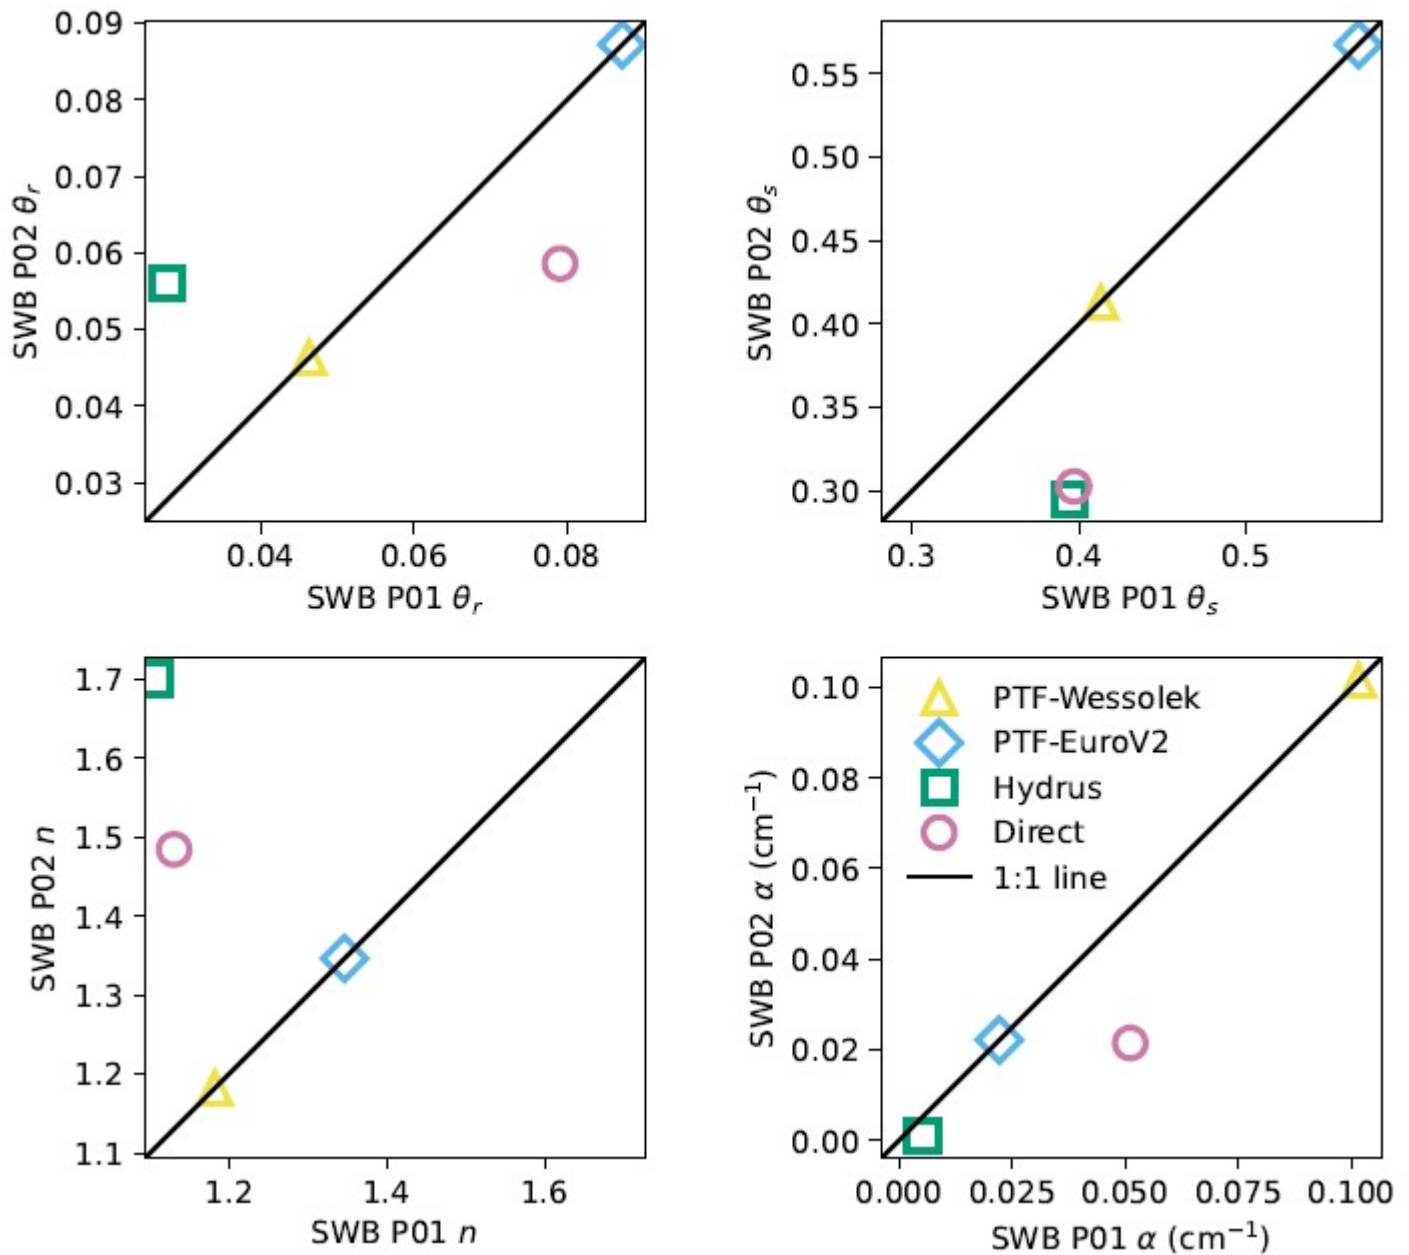 0.09
0.08
0.07
0.06
0.05
0.04
0.03
SWB P02 θr
0.04 0.06 0.08
SWB P01 θr
0.55
0.50
0.45
0.40
0.35
0.30
SWB P02 θs
0.3 0.4 0.5
SWB P01 θs
1.7
1.6
1.5
1.4
1.3
1.2
1.1
SWB P02 n
1.2 1.4 1.6
SWB P01 n
0.10
0.08
0.06
0.04
0.02
0.00
SWB P02 α (cm⁻¹)
PTF-Wessolek
PTF-EuroV2
Hydrus
Direct
1:1 line
0.000 0.025 0.050 0.075 0.100
SWB P01 α (cm⁻¹)